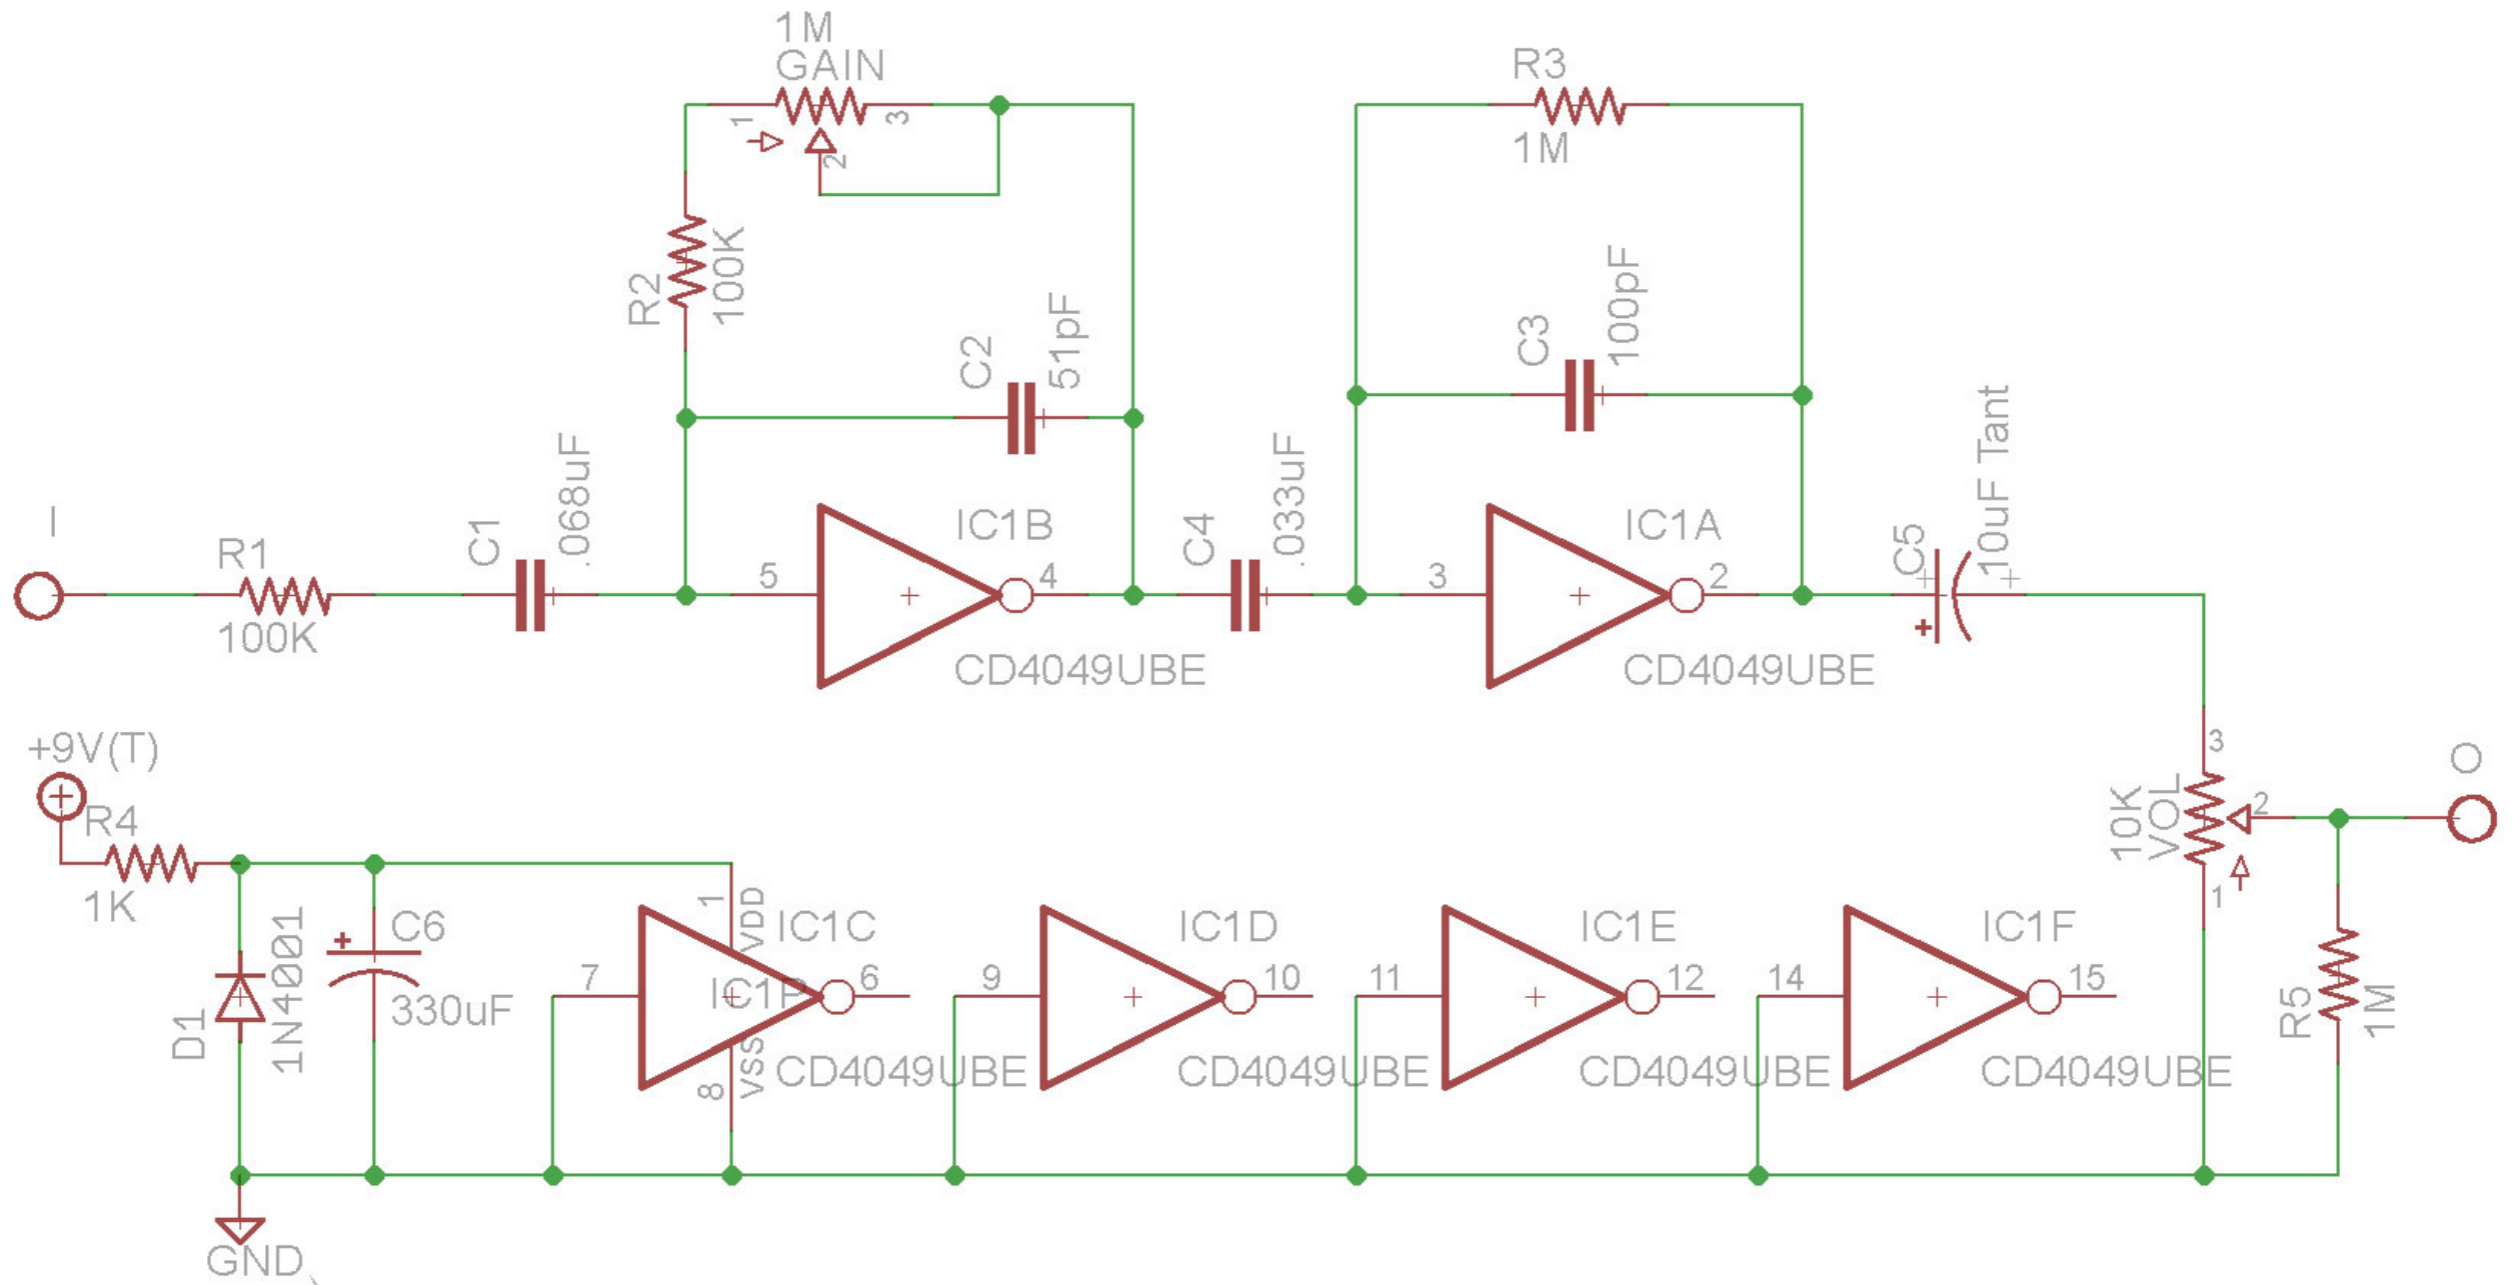 1M
GAIN
1
3
2
R3
1M
R2
100K
C2
51pF
C3
100pF
I
R1
100K
C1
.068uF
5
IC1B
4
CD4049UBE
C4
.033uF
3
IC1A
2
CD4049UBE
C5
10uF Tant
+9V(T)
R4
1K
D1
1N4001
C6
330uF
1
VDD
IC1C
7
IC1P
6
8
VSS
CD4049UBE
9
IC1D
10
CD4049UBE
11
IC1E
12
CD4049UBE
14
IC1F
15
CD4049UBE
3
10K
VOL
2
1
O
R5
1M
GND